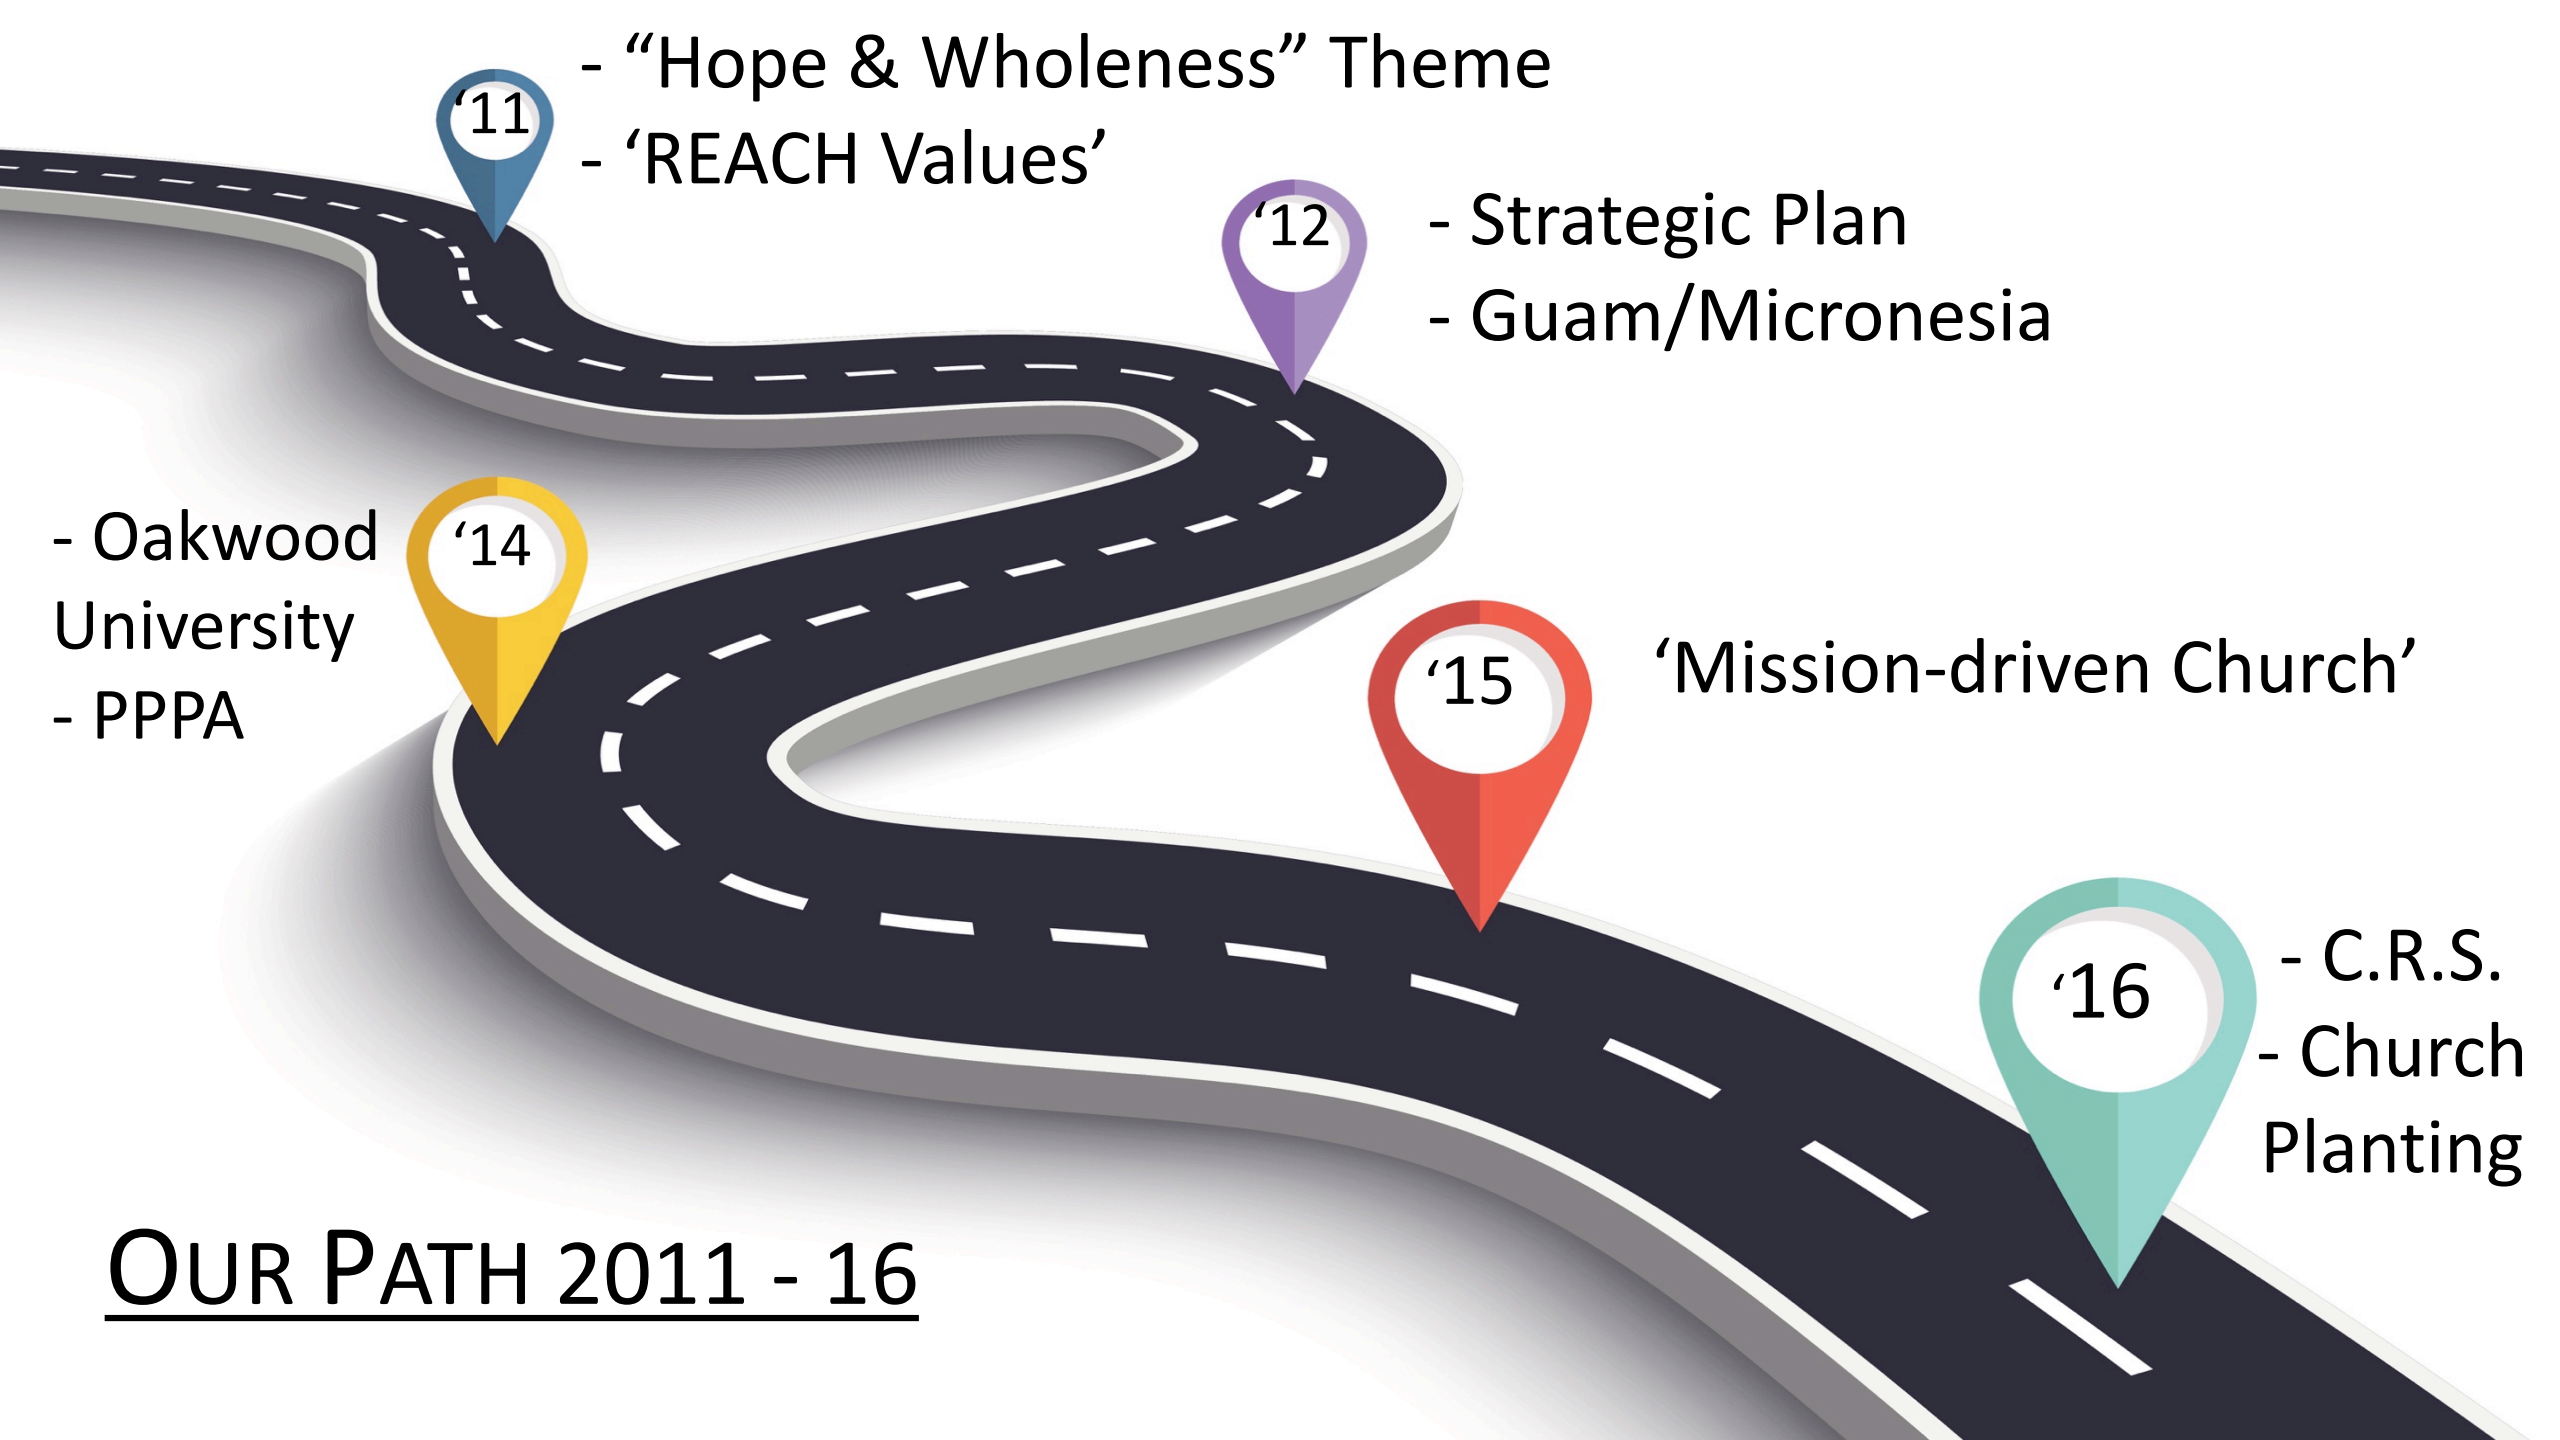 ‘11
- “Hope & Wholeness” Theme
- ‘REACH Values’
‘12
- Strategic Plan
- Guam/Micronesia
‘14
- Oakwood
University
- PPPA
‘15
‘Mission-driven Church’
‘16
- C.R.S.
- Church
Planting
OUR PATH 2011 - 16